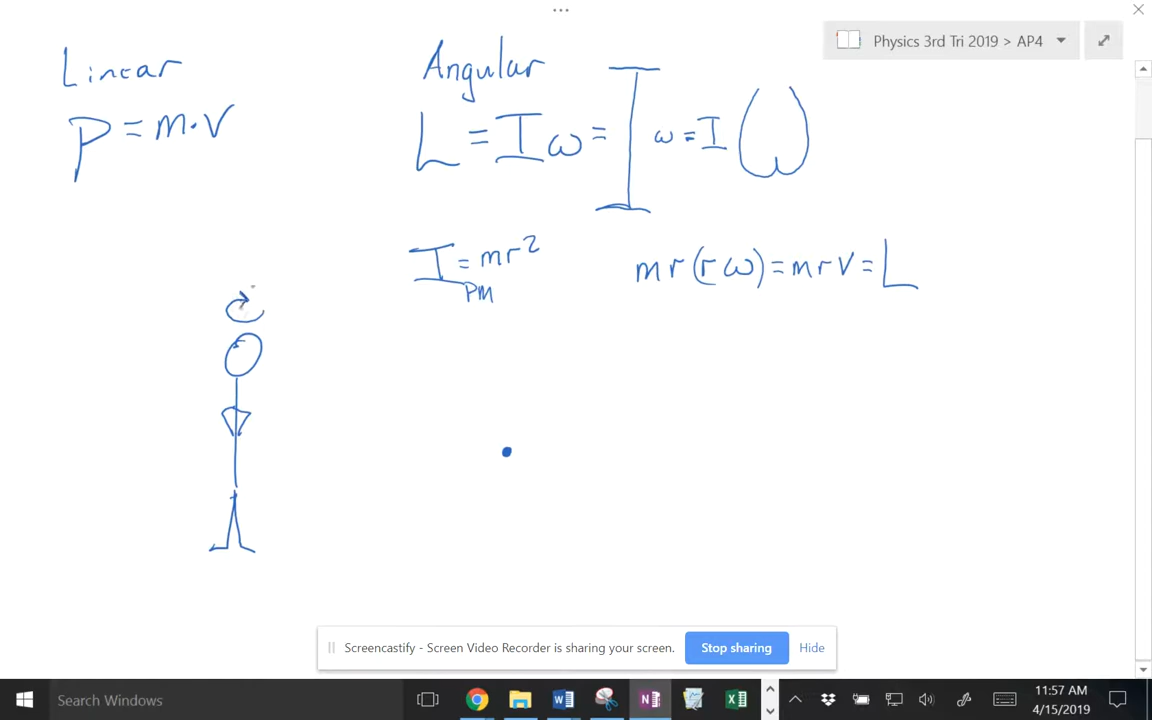 Physics 3rd Tri 2019 > AP4
Linear
Angular
P = m·V
L = Iω = I ω = I (ω)
I = mr²
PM
mr(rω) = mrV = L
Screencastify - Screen Video Recorder is sharing your screen.
Stop sharing
Hide
Search Windows
11:57 AM
4/15/2019